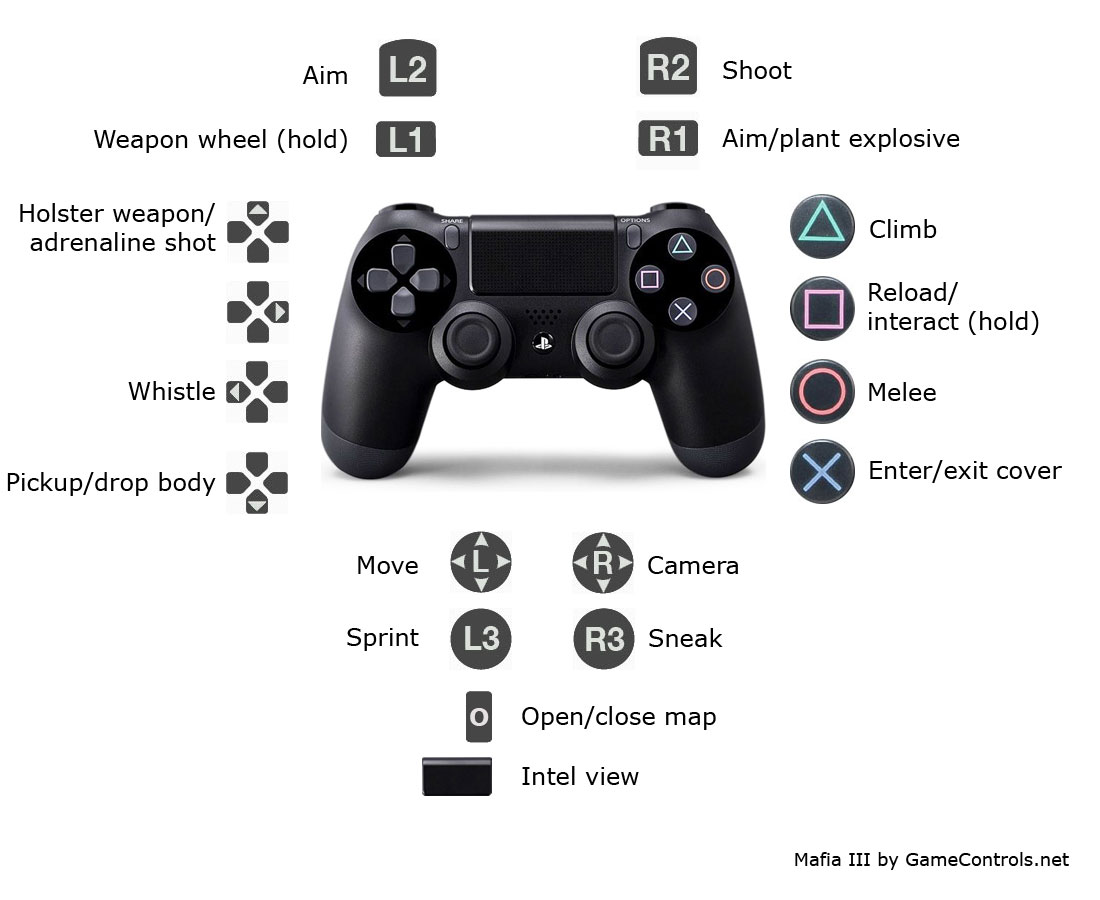 Aim L2
R2 Shoot
Weapon wheel (hold) L1
R1 Aim/plant explosive
Holster weapon/
adrenaline shot
SHARE
OPTIONS
Climb
Reload/
interact (hold)
Whistle
Melee
Pickup/drop body
Enter/exit cover
Move L
R Camera
Sprint L3
R3 Sneak
O Open/close map
Intel view
Mafia III by GameControls.net